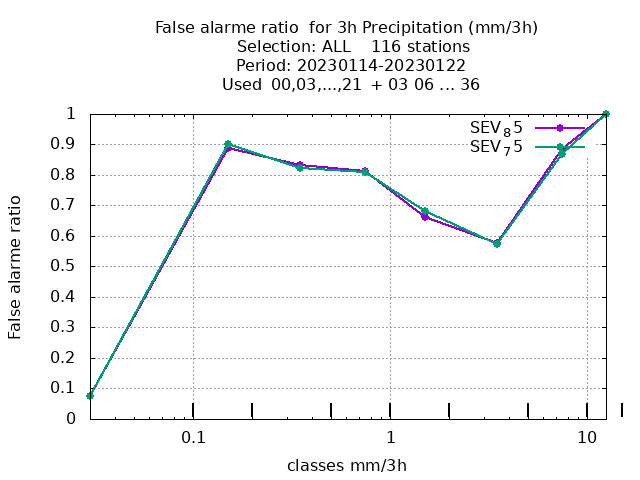 False alarme ratio  for 3h Precipitation (mm/3h)
Selection: ALL    116 stations
Period: 20230114-20230122
Used  00,03,...,21  + 03 06 ... 36
SEV₈5
SEV₇5
1
0.9
0.8
0.7
0.6
0.5
0.4
0.3
0.2
0.1
0
False alarme ratio
0.1
1
10
classes mm/3h